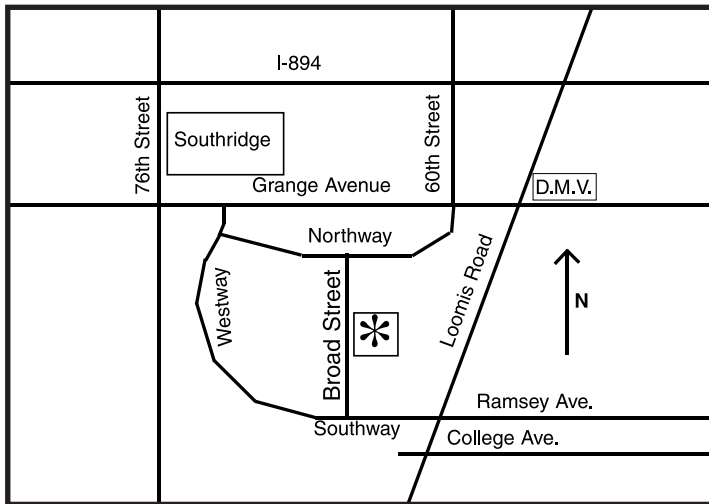 I-894
76th Street
Southridge
60th Street
Grange Avenue
D.M.V.
Northway
Westway
Broad Street
*
Loomis Road
N
Ramsey Ave.
Southway
College Ave.